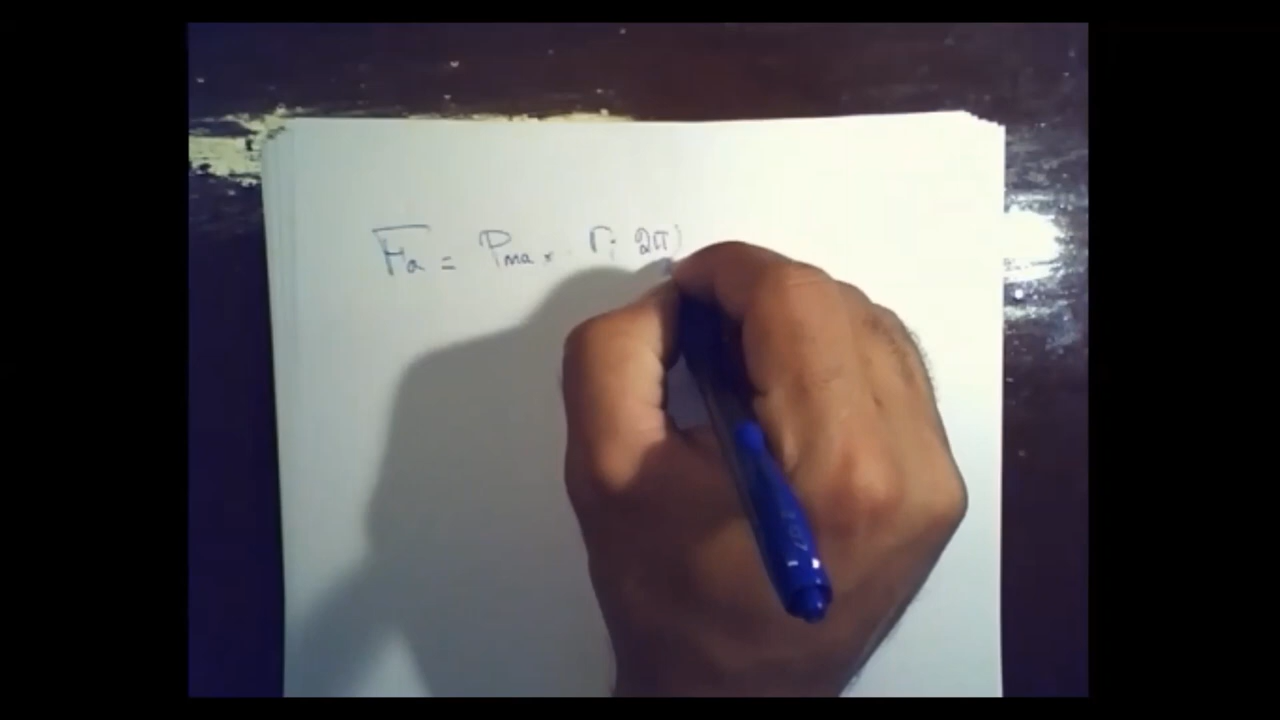 Fa = Pmax ri 2π